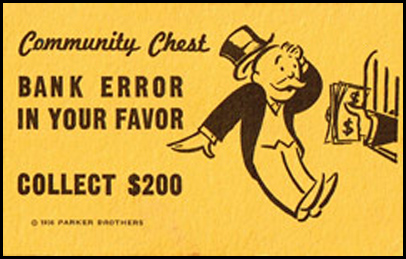 Community Chest
BANK ERROR
IN YOUR FAVOR
COLLECT $200
© 1936 PARKER BROTHERS
$
$